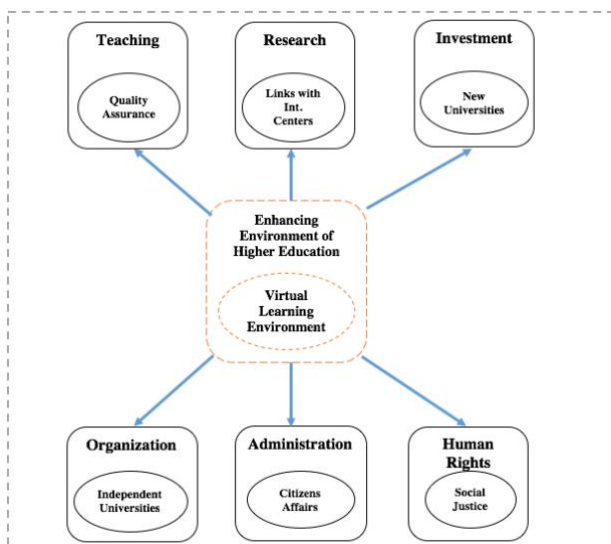 Teaching
Quality
Assurance
Research
Links with
Int.
Centers
Investment
New
Universities
Enhancing
Environment of
Higher Education
Virtual
Learning
Environment
Organization
Independent
Universities
Administration
Citizens
Affairs
Human
Rights
Social
Justice